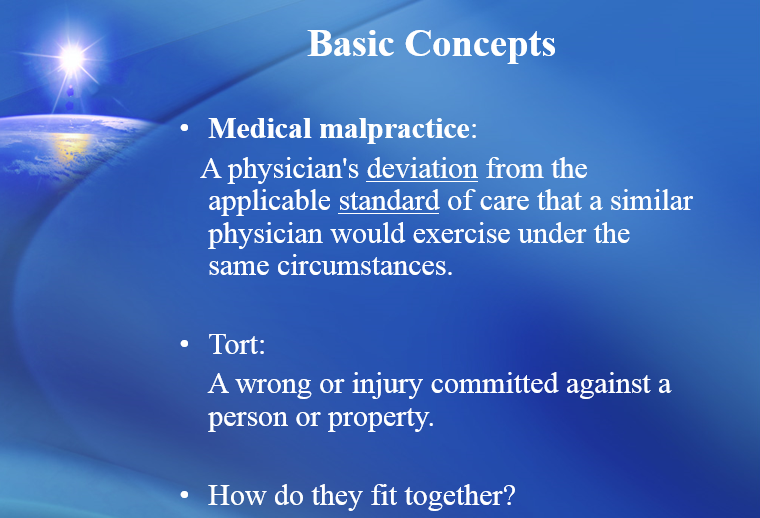 Basic Concepts
• Medical malpractice:
A physician's deviation from the
applicable standard of care that a similar
physician would exercise under the
same circumstances.
• Tort:
A wrong or injury committed against a
person or property.
• How do they fit together?